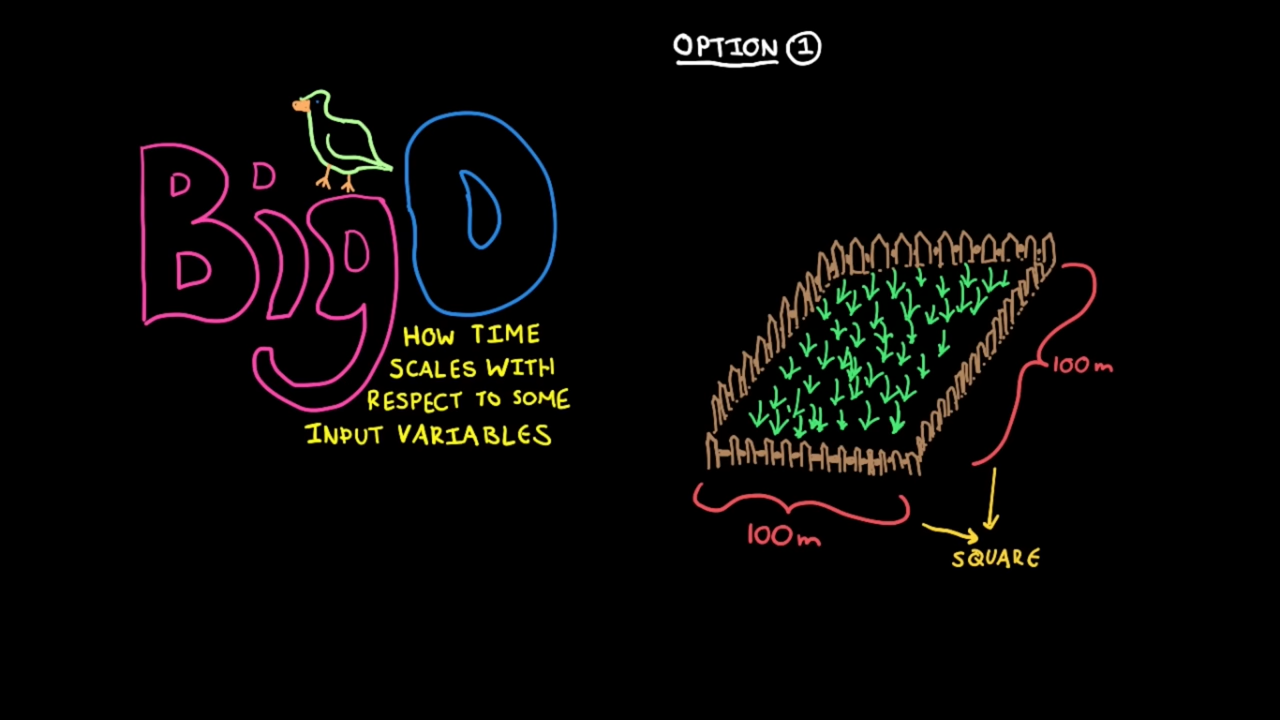 Big O
HOW TIME
SCALES WITH
RESPECT TO SOME
INPUT VARIABLES
OPTION 1
100m
100m
SQUARE